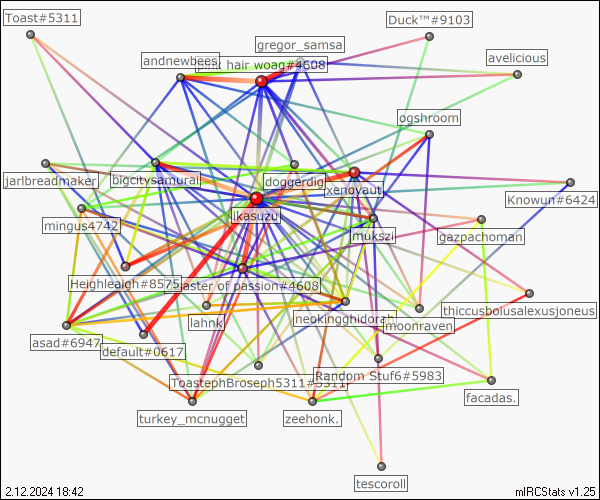 Toast#5311
Duck™#9103
gregor_samsa
andnewbees
pink hair woag#4608
avelicious
ogshroom
jarlbreadmaker
bigcitysamurai
doggerdig
xenoyaut
Knowun#6424
mingus4742
ikasuzu
mukszi
gazpachoman
Heighleaigh#8575
master of passion#4608
lahnk
neokingghidorah
moonraven
thiccusbolusalexusjoneus
asad#6947
default#0617
ToastephBroseph5311#5311
Random Stuf6#5983
turkey_mcnugget
zeehonk.
facadas.
tescoroll
2.12.2024 18:42
mIRCStats v1.25